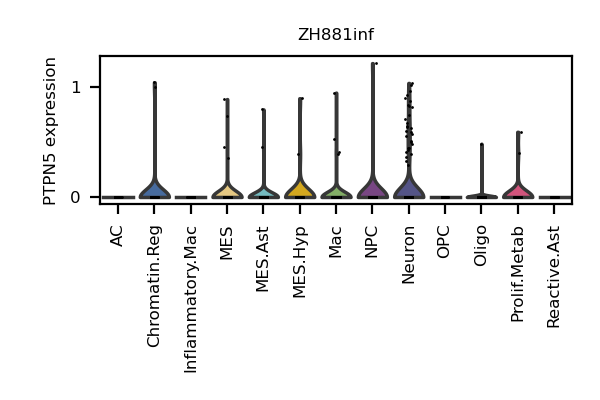 ZH881inf
PTPN5 expression
1
0
AC
Chromatin.Reg
Inflammatory.Mac
MES
MES.Ast
MES.Hyp
Mac
NPC
Neuron
OPC
Oligo
Prolif.Metab
Reactive.Ast